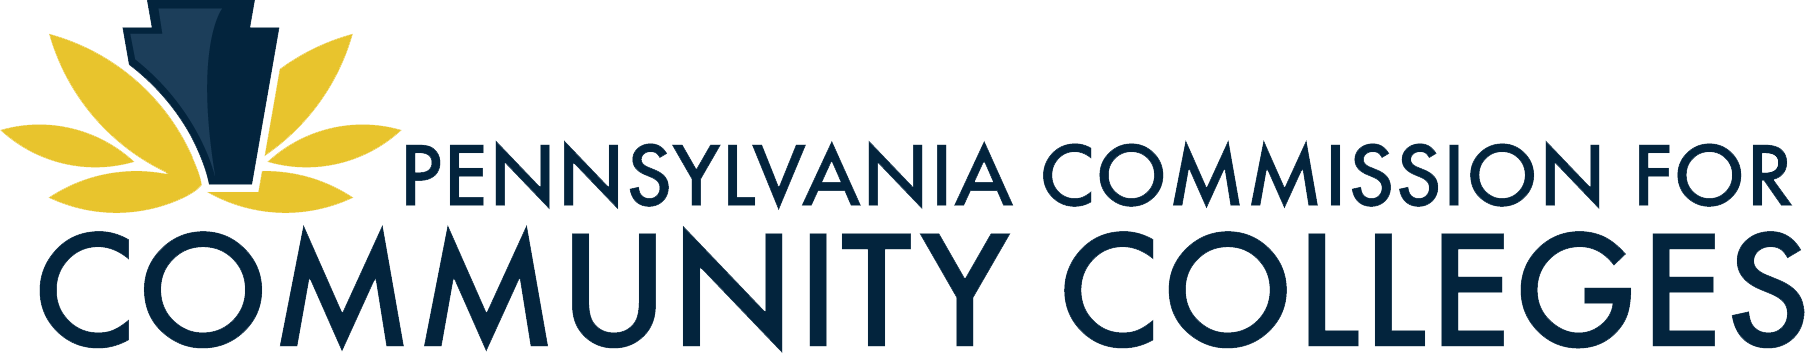 PENNSYLVANIA COMMISSION FOR
COMMUNITY COLLEGES